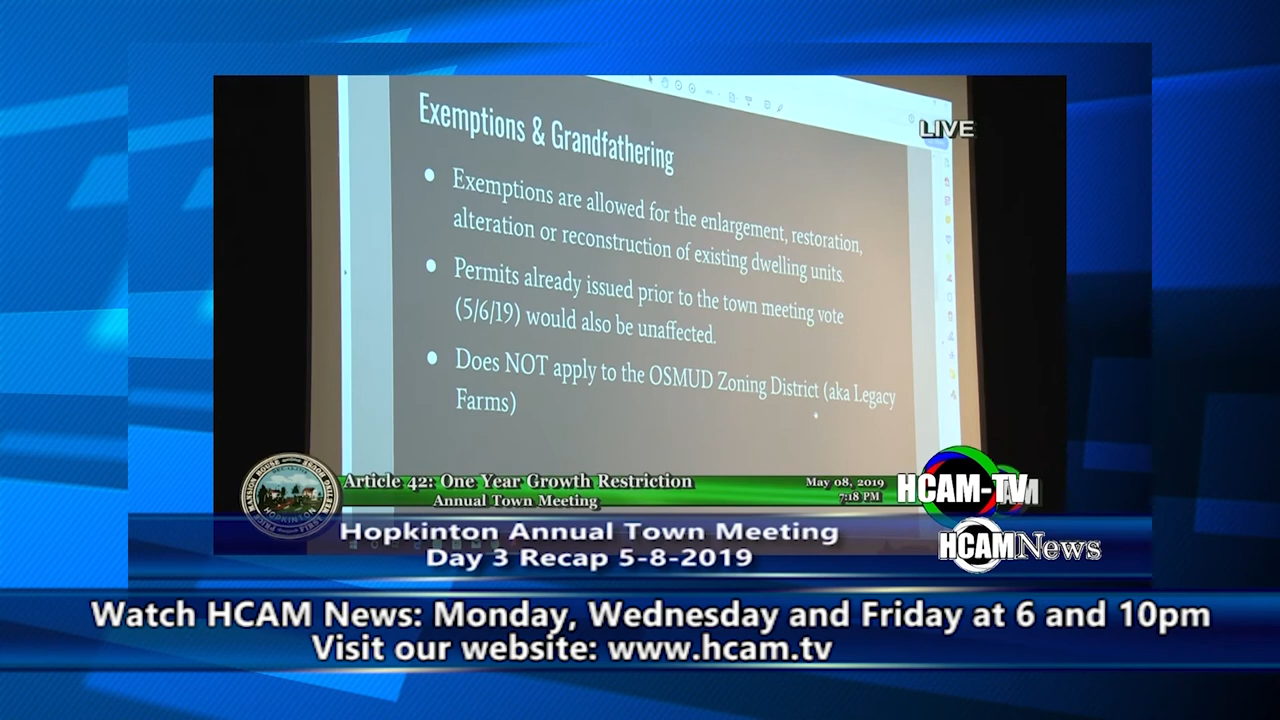 Exemptions & Grandfathering
LIVE
● Exemptions are allowed for the enlargement, restoration,
alteration or reconstruction of existing dwelling units.
● Permits already issued prior to the town meeting vote
(5/6/19) would also be unaffected.
● Does NOT apply to the OSMUD Zoning District (aka Legacy
Farms)
HOPKINTON
Article 42: One Year Growth Restriction
Annual Town Meeting
May 08, 2019
7:18 PM
HCAM-TV
Hopkinton Annual Town Meeting
Day 3 Recap 5-8-2019
HCAM News
Watch HCAM News: Monday, Wednesday and Friday at 6 and 10pm
Visit our website: www.hcam.tv